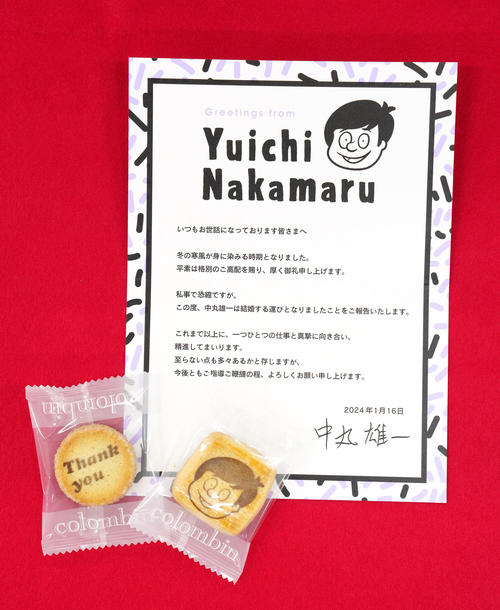 Greetings from
Yuichi
Nakamaru
いつもお世話になっております皆さまへ
冬の寒風が身に染みる時期となりました。
平素は格別のご高配を賜り、厚く御礼申し上げます。
私事で恐縮ですが、
この度、中丸雄一は結婚する運びとなりましたことをご報告いたします。
これまで以上に、一つひとつの仕事と真摯に向き合い、
精進してまいります。
至らない点も多々あるかと存じますが、
今後ともご指導ご鞭撻の程、よろしくお願い申し上げます。
2024年1月16日
中丸 雄一
colombin
Thank
you
colombin
colombin